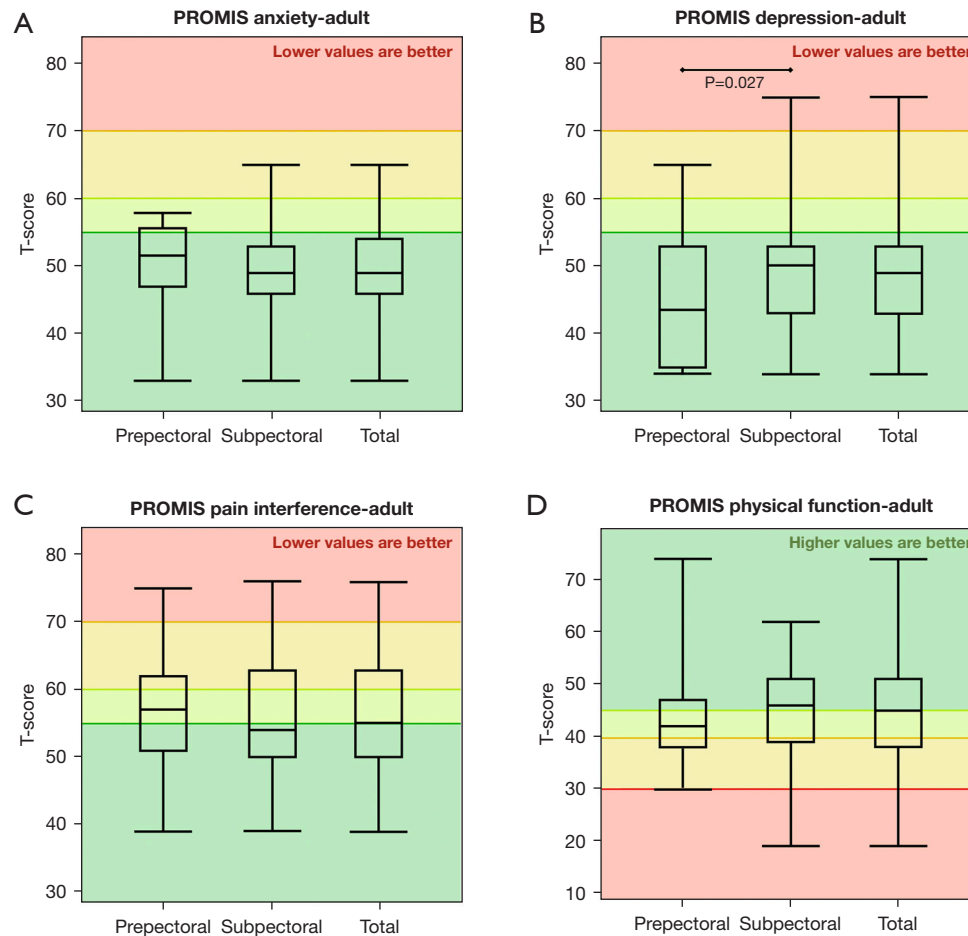 A
PROMIS anxiety-adult
Lower values are better
T-score
80
70
60
50
40
30
Prepectoral Subpectoral Total
B
PROMIS depression-adult
Lower values are better
P=0.027
T-score
80
70
60
50
40
30
Prepectoral Subpectoral Total
C
PROMIS pain interference-adult
Lower values are better
T-score
80
70
60
50
40
30
Prepectoral Subpectoral Total
D
PROMIS physical function-adult
Higher values are better
T-score
70
60
50
40
30
20
10
Prepectoral Subpectoral Total